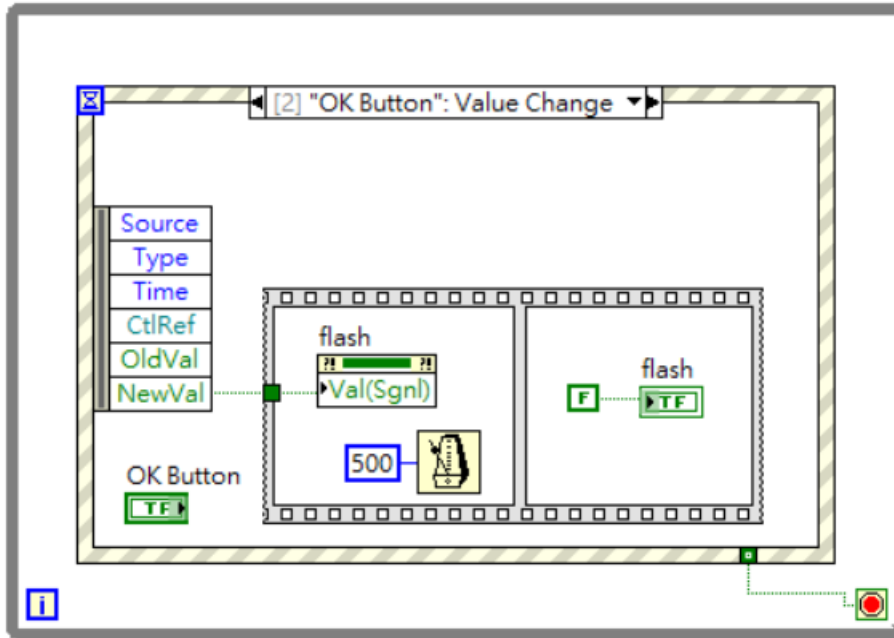 [2] "OK Button": Value Change
Source
Type
Time
CtlRef
OldVal
NewVal
flash
?!
?!
Val(Sgnl)
500
flash
F
TF
OK Button
TF
i